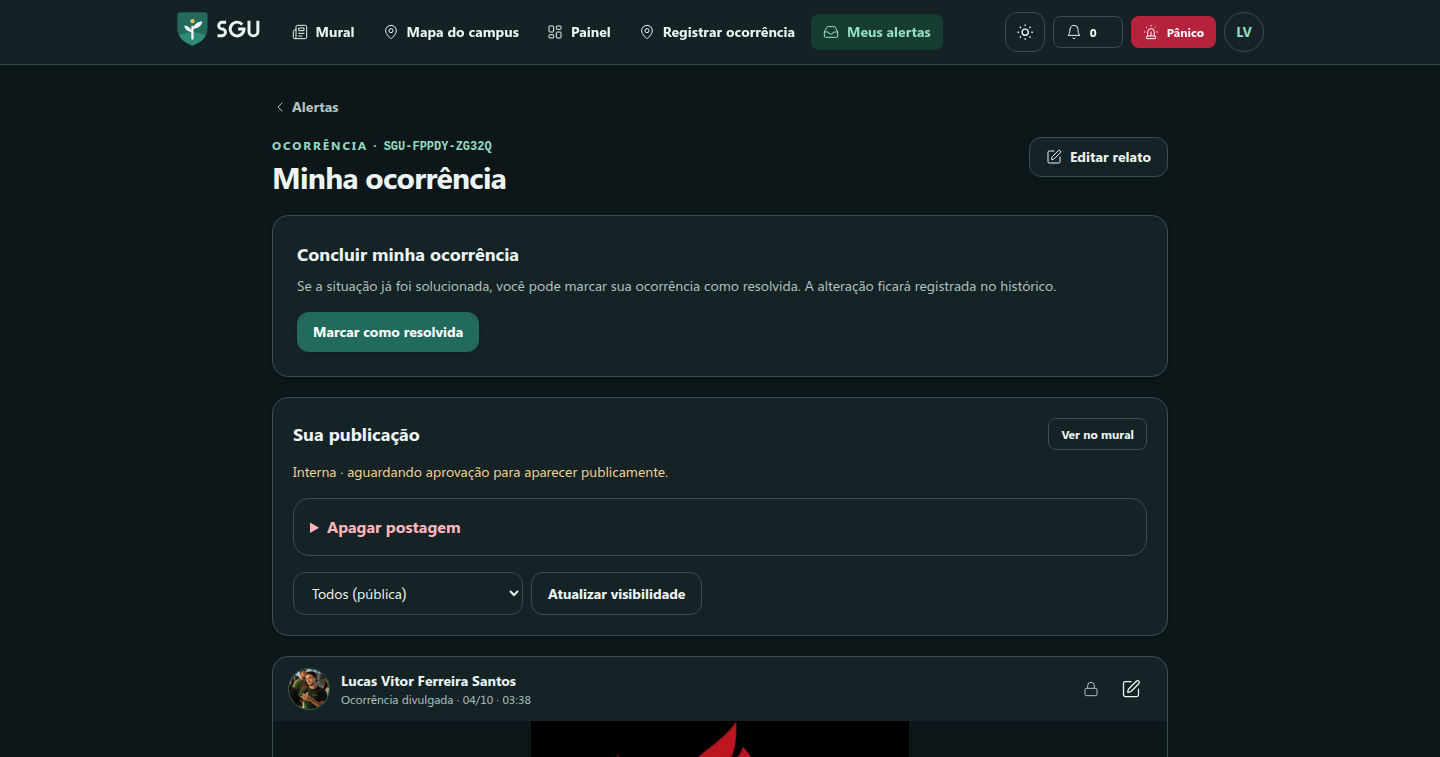 SGU
Mural
Mapa do campus
Painel
Registrar ocorrência
Meus alertas
0
Pânico
LV
Alertas
OCORRÊNCIA · SGU-FPPDY-ZG32Q
Minha ocorrência
Editar relato
Concluir minha ocorrência
Se a situação já foi solucionada, você pode marcar sua ocorrência como resolvida. A alteração ficará registrada no histórico.
Marcar como resolvida
Sua publicação
Ver no mural
Interna · aguardando aprovação para aparecer publicamente.
Apagar postagem
Todos (pública)
Atualizar visibilidade
Lucas Vitor Ferreira Santos
Ocorrência divulgada · 04/10 · 03:38